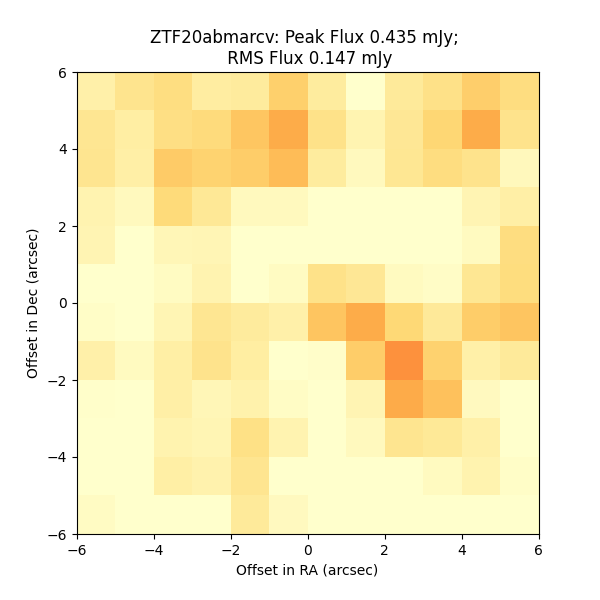 ZTF20abmarcv: Peak Flux 0.435 mJy;
RMS Flux 0.147 mJy
6
4
2
0
−2
−4
−6
Offset in Dec (arcsec)
−6 −4 −2 0 2 4 6
Offset in RA (arcsec)